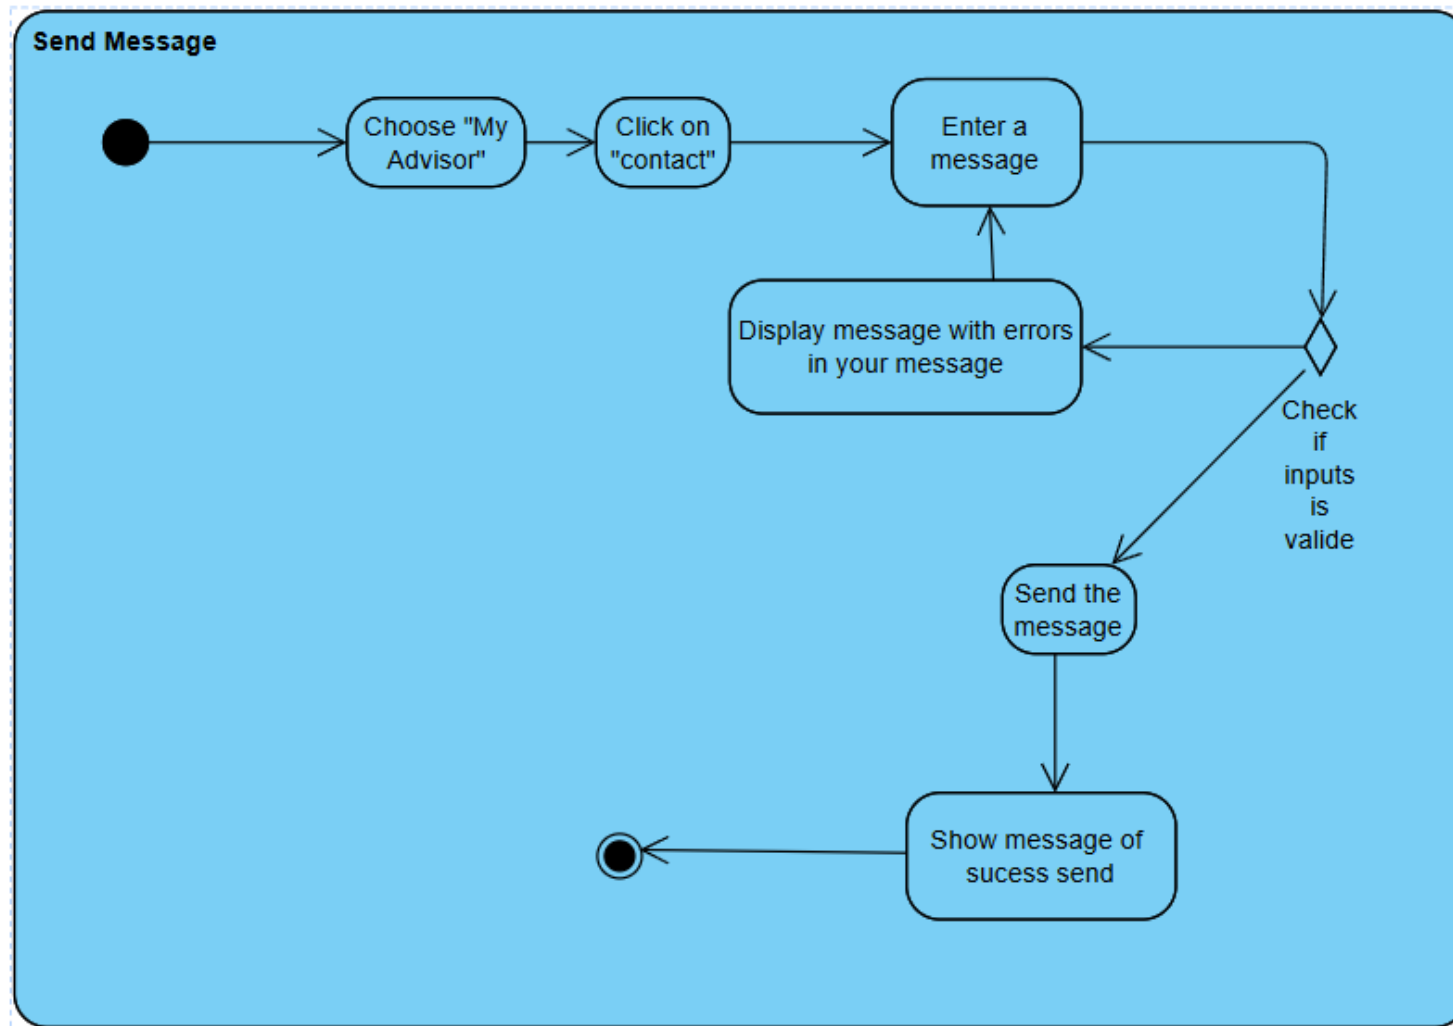 Send Message
Choose "My
Advisor"
Click on
"contact"
Enter a
message
Display message with errors
in your message
Check
if
inputs
is
valide
Send the
message
Show message of
sucess send